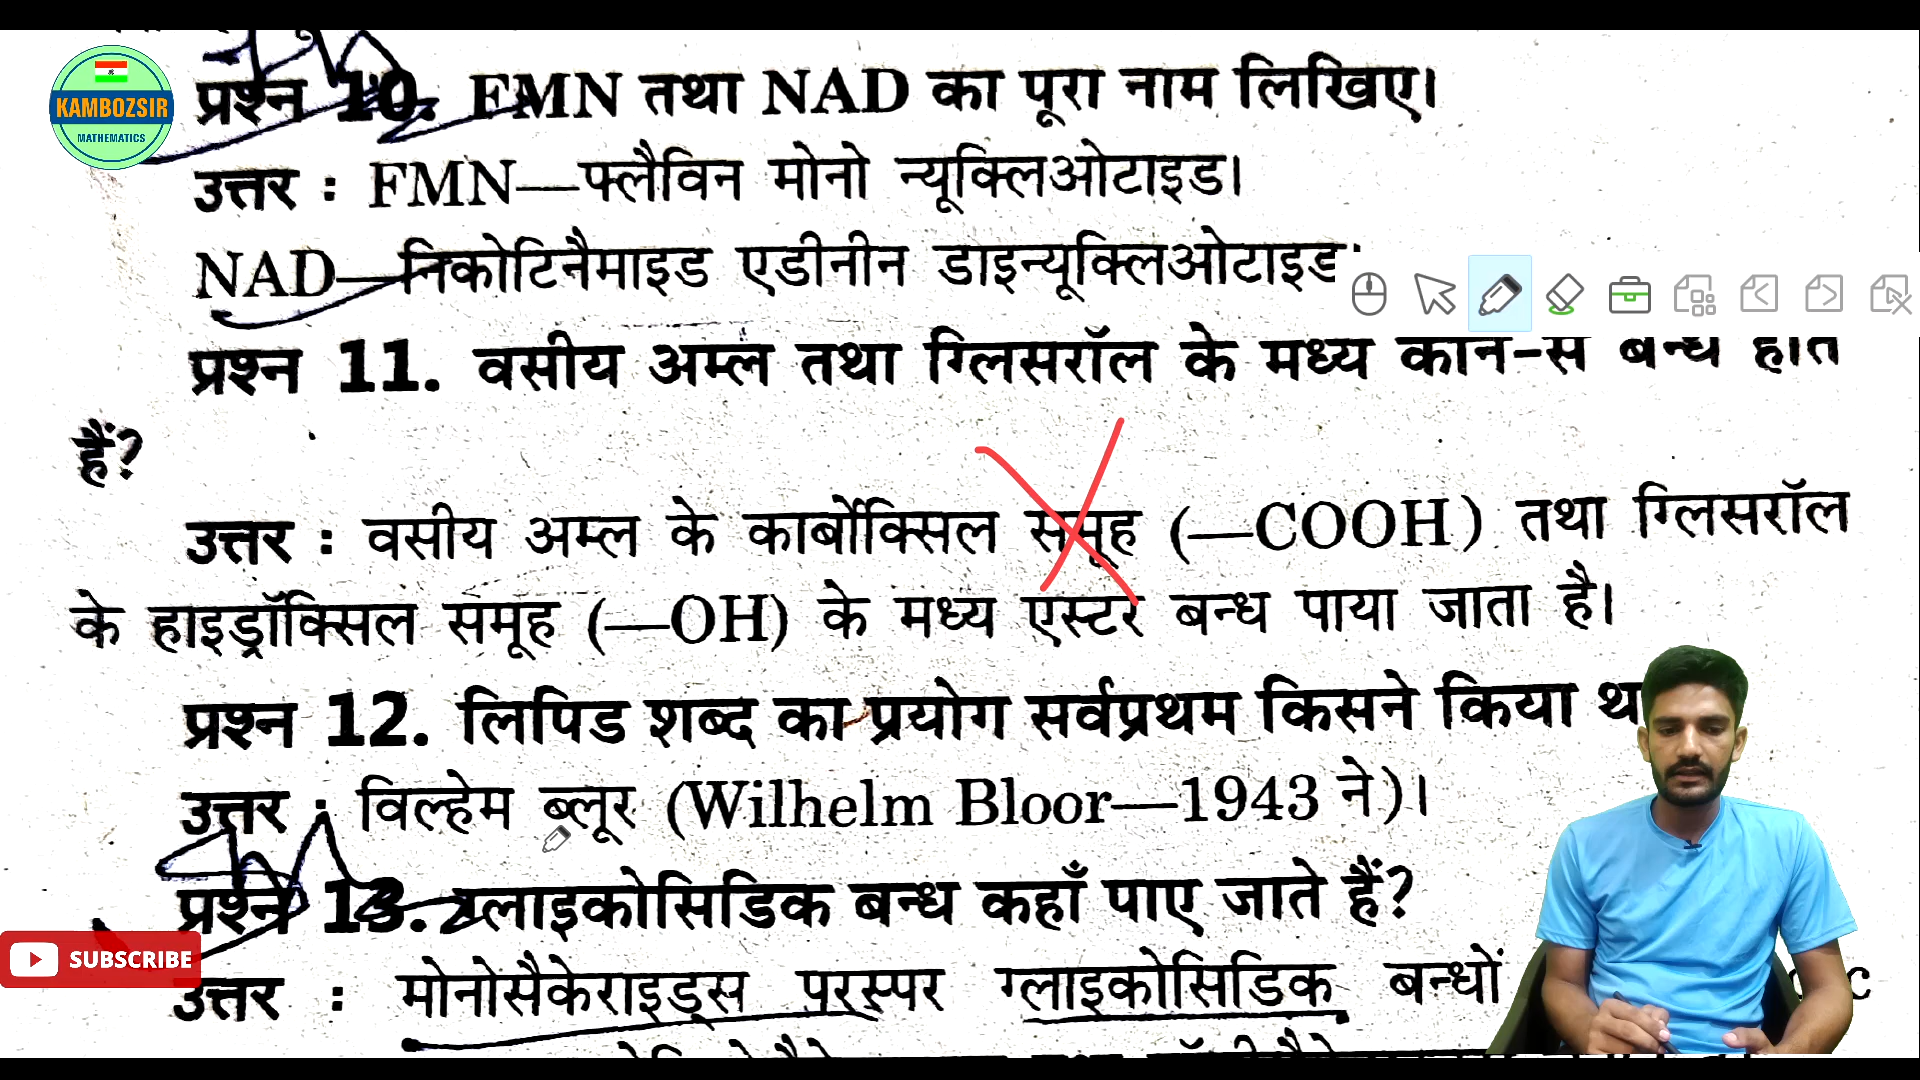 KAMBOZSIR
MATHEMATICS
प्रश्न 10. FMN तथा NAD का पूरा नाम लिखिए।
उत्तर : FMN—फ्लैविन मोनो न्यूक्लिओटाइड।
NAD—निकोटिनैमाइड एडीनीन डाइन्यूक्लिओटाइड
प्रश्न 11. वसीय अम्ल तथा ग्लिसरॉल के मध्य कौन-से बन्ध होते
हैं?
उत्तर : वसीय अम्ल के कार्बोक्सिल समूह (—COOH) तथा ग्लिसरॉल
के हाइड्रॉक्सिल समूह (—OH) के मध्य एस्टर बन्ध पाया जाता है।
प्रश्न 12. लिपिड शब्द का प्रयोग सर्वप्रथम किसने किया
उत्तर : विल्हेम ब्लूर (Wilhelm Bloor—1943 ने)।
प्रश्न 13. ग्लाइकोसिडिक बन्ध कहाँ पाए जाते हैं?
SUBSCRIBE
उत्तर : मोनोसैकेराइड्स परस्पर ग्लाइकोसिडिक बन्धों